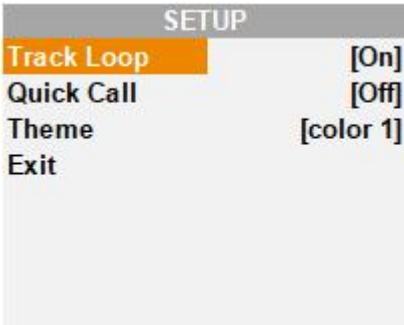 SETUP
Track Loop [On]
Quick Call [Off]
Theme [color 1]
Exit